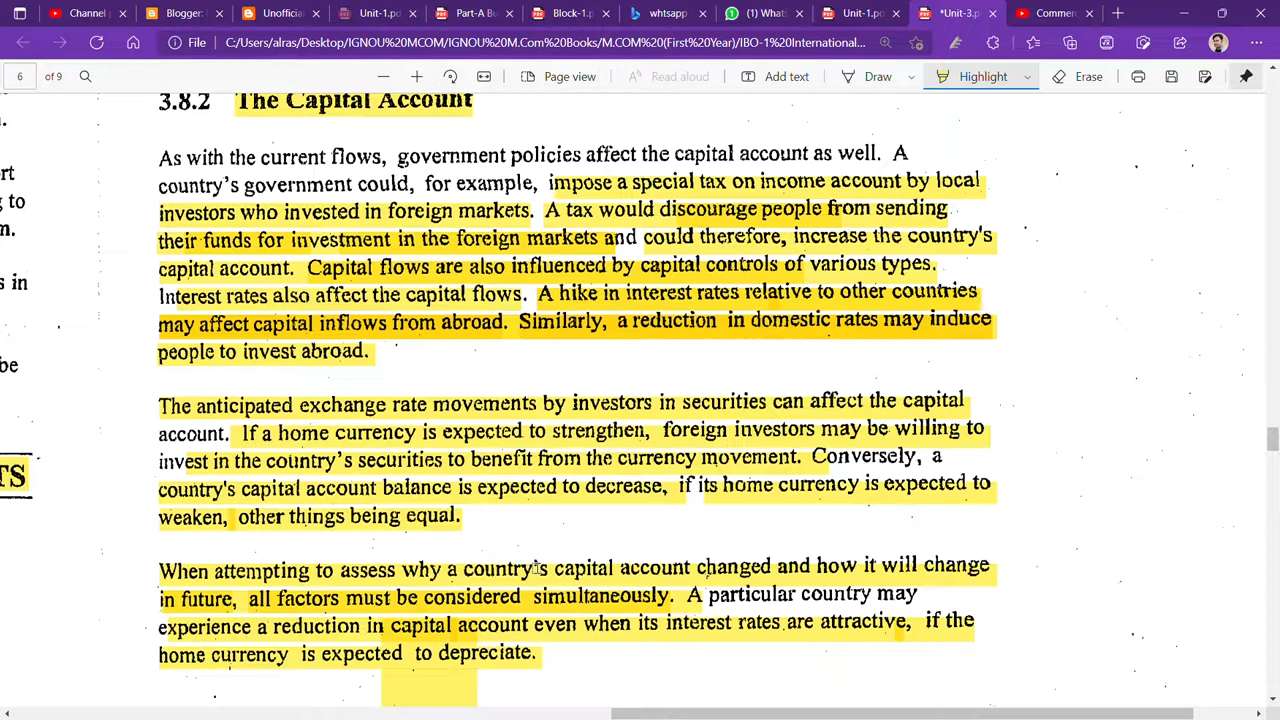 Channel p
Blogger:
Unofficia
Unit-1.pd
Part-A Bu
Block-1.p
whtsapp
(1) Whats
Unit-1.pd
*Unit-3.p
Commerc
File C:/Users/alras/Desktop/IGNOU%20MCOM/IGNOU%20M.Com%20Books/M.COM%20(First%20Year)/IBO-1%20International...
6 of 9 Page view Read aloud Add text Draw Highlight Erase
3.8.2 The Capital Account
As with the current flows, government policies affect the capital account as well. A
country's government could, for example, impose a special tax on income account by local
investors who invested in foreign markets. A tax would discourage people from sending
their funds for investment in the foreign markets and could therefore, increase the country's
capital account. Capital flows are also influenced by capital controls of various types.
Interest rates also affect the capital flows. A hike in interest rates relative to other countries
may affect capital inflows from abroad. Similarly, a reduction in domestic rates may induce
people to invest abroad.
The anticipated exchange rate movements by investors in securities can affect the capital
account. If a home currency is expected to strengthen, foreign investors may be willing to
invest in the country's securities to benefit from the currency movement. Conversely, a
country's capital account balance is expected to decrease, if its home currency is expected to
weaken, other things being equal.
When attempting to assess why a country's capital account changed and how it will change
in future, all factors must be considered simultaneously. A particular country may
experience a reduction in capital account even when its interest rates are attractive, if the
home currency is expected to depreciate.
rt
g to
m.
s in
be
TS